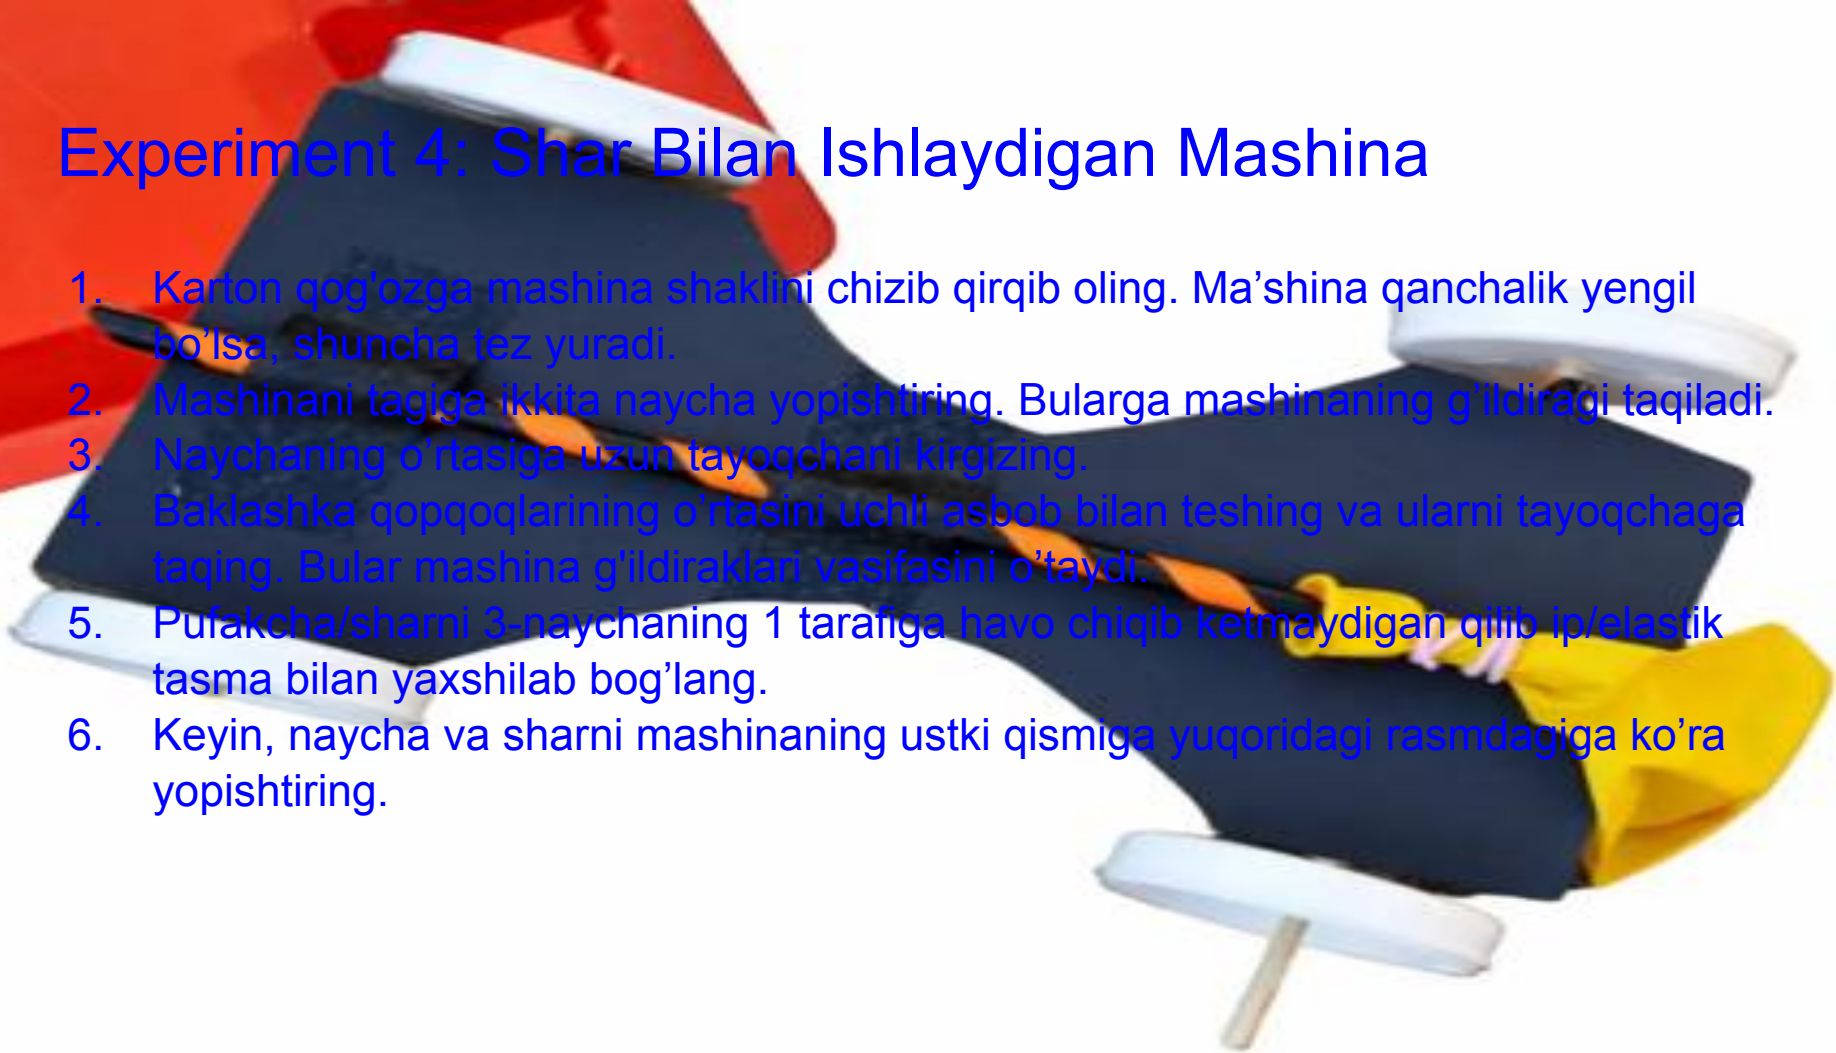 Experiment 4: Shar Bilan Ishlaydigan Mashina
1. Karton qog'ozga mashina shaklini chizib qirqib oling. Ma’shina qanchalik yengil
bo’lsa, shuncha tez yuradi.
2. Mashinani tagiga ikkita naycha yopishtiring. Bularga mashinaning g’ildiragi taqiladi.
3. Naychaning o’rtasiga uzun tayoqchani kirgizing.
4. Baklashka qopqoqlarining o’rtasini uchli asbob bilan teshing va ularni tayoqchaga
taqing. Bular mashina g'ildiraklari vasifasini o’taydi.
5. Pufakcha/sharni 3-naychaning 1 tarafiga havo chiqib ketmaydigan qilib ip/elastik
tasma bilan yaxshilab bog’lang.
6. Keyin, naycha va sharni mashinaning ustki qismiga yuqoridagi rasmdagiga ko’ra
yopishtiring.